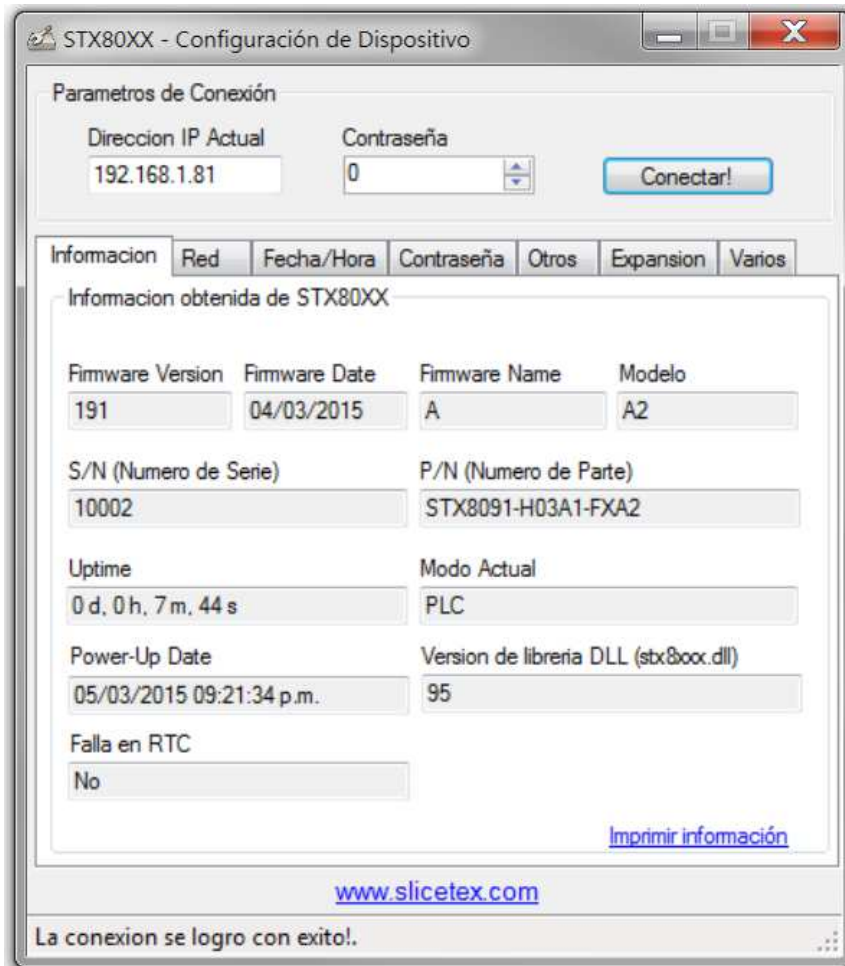 STX80XX - Configuración de Dispositivo
Parametros de Conexión
Direccion IP Actual Contraseña
192.168.1.81 0 Conectar!
Informacion Red Fecha/Hora Contraseña Otros Expansion Varios
Informacion obtenida de STX80XX
Firmware Version Firmware Date Firmware Name Modelo
191 04/03/2015 A A2
S/N (Numero de Serie) P/N (Numero de Parte)
10002 STX8091-H03A1-FXA2
Uptime Modo Actual
0 d, 0 h, 7 m, 44 s PLC
Power-Up Date Version de libreria DLL (stx8xxx.dll)
05/03/2015 09:21:34 p.m. 95
Falla en RTC
No
Imprimir información
www.slicetex.com
La conexion se logro con exito!.